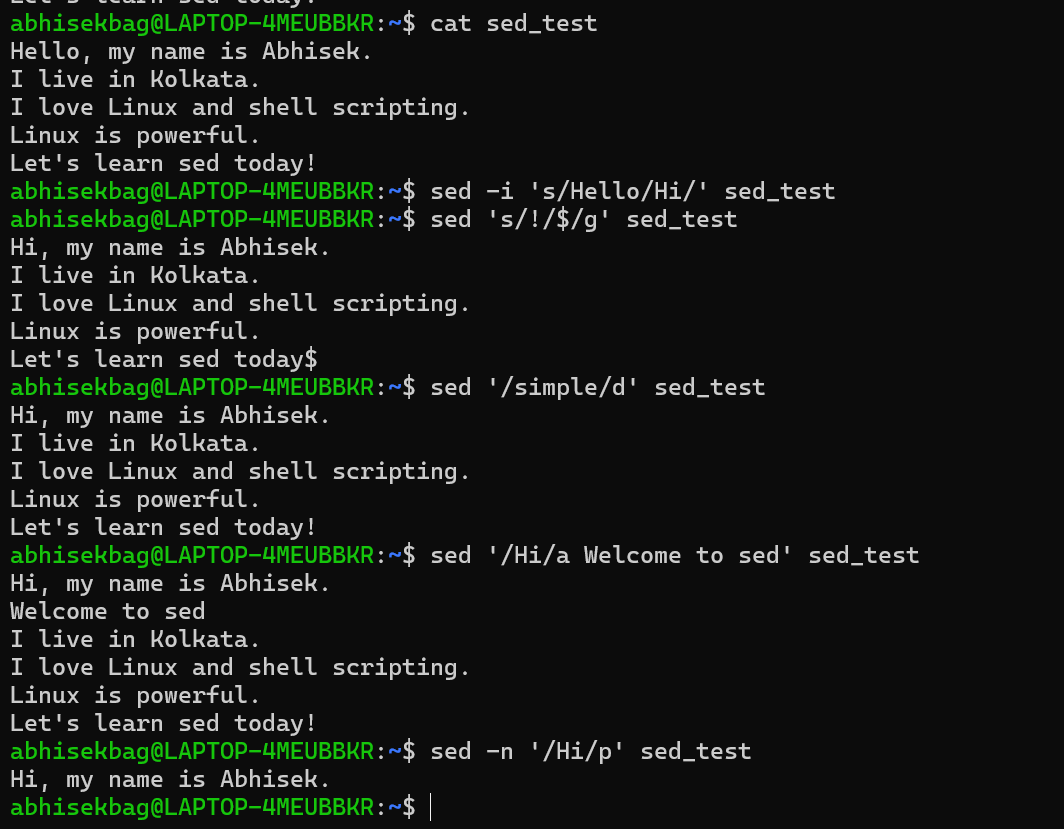 Let's learn sed today!
abhisekbag@LAPTOP-4MEUBBKR:~$ cat sed_test
Hello, my name is Abhisek.
I live in Kolkata.
I love Linux and shell scripting.
Linux is powerful.
Let's learn sed today!
abhisekbag@LAPTOP-4MEUBBKR:~$ sed -i 's/Hello/Hi/' sed_test
abhisekbag@LAPTOP-4MEUBBKR:~$ sed 's/!/$/g' sed_test
Hi, my name is Abhisek.
I live in Kolkata.
I love Linux and shell scripting.
Linux is powerful.
Let's learn sed today$
abhisekbag@LAPTOP-4MEUBBKR:~$ sed '/simple/d' sed_test
Hi, my name is Abhisek.
I live in Kolkata.
I love Linux and shell scripting.
Linux is powerful.
Let's learn sed today!
abhisekbag@LAPTOP-4MEUBBKR:~$ sed '/Hi/a Welcome to sed' sed_test
Hi, my name is Abhisek.
Welcome to sed
I live in Kolkata.
I love Linux and shell scripting.
Linux is powerful.
Let's learn sed today!
abhisekbag@LAPTOP-4MEUBBKR:~$ sed -n '/Hi/p' sed_test
Hi, my name is Abhisek.
abhisekbag@LAPTOP-4MEUBBKR:~$